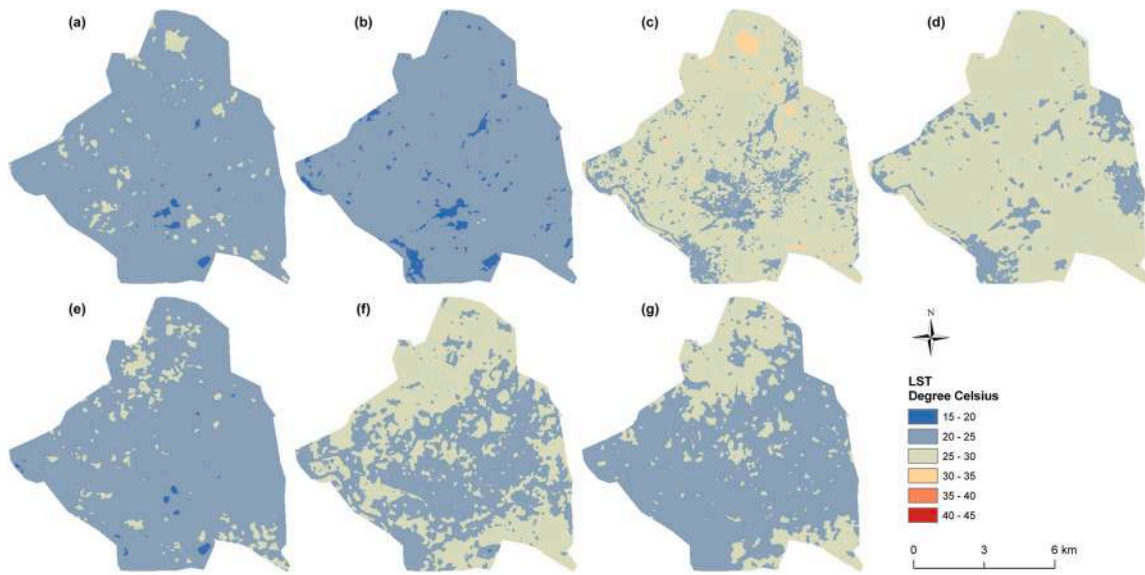 (a)
(b)
(c)
(d)
(e)
(f)
(g)
N
LST
Degree Celsius
15 - 20
20 - 25
25 - 30
30 - 35
35 - 40
40 - 45
0 3 6 km